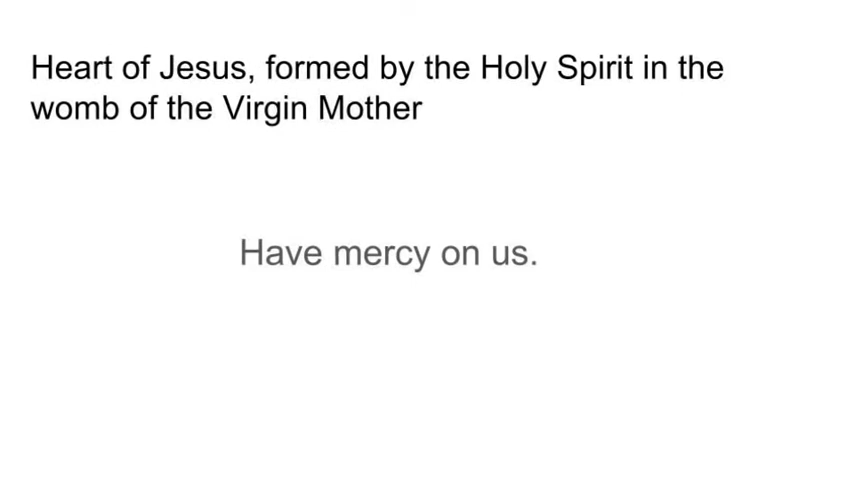 Heart of Jesus, formed by the Holy Spirit in the
womb of the Virgin Mother
Have mercy on us.